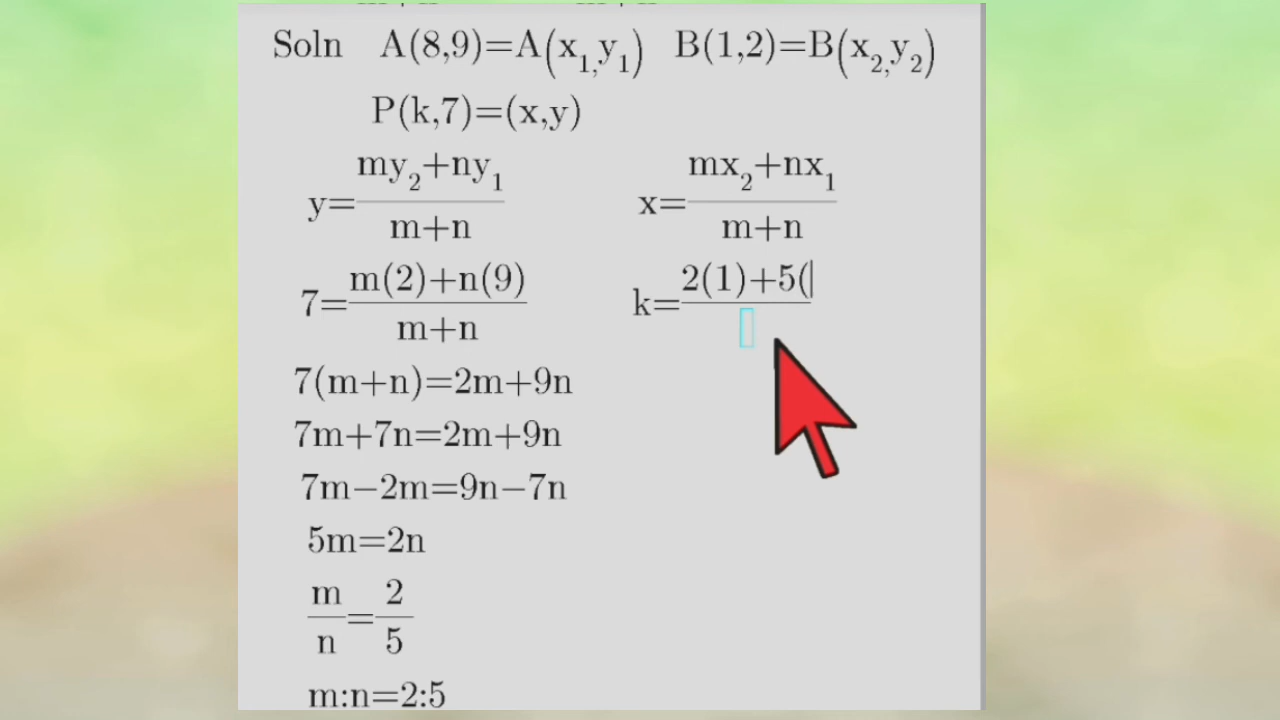 Soln A(8,9)=A(x₁,y₁) B(1,2)=B(x₂,y₂)
P(k,7)=(x,y)
y=(my₂+ny₁)/(m+n) x=(mx₂+nx₁)/(m+n)
7=(m(2)+n(9))/(m+n) k=2(1)+5(
7(m+n)=2m+9n
7m+7n=2m+9n
7m−2m=9n−7n
5m=2n
m/n=2/5
m:n=2:5